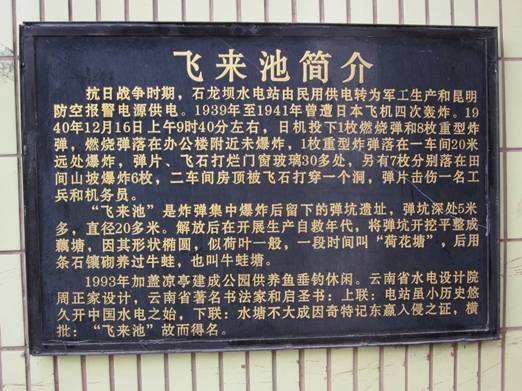 飞来池简介
抗日战争时期，石龙坝水电站由民用供电转为军工生产和昆明
防空报警电源供电。1939年至1941年曾遭日本飞机四次轰炸。19
40年12月16日上午9时40分左右，日机投下1枚燃烧弹和8枚重型炸
弹，燃烧弹落在办公楼附近未爆炸，1枚重型炸弹落在一车间20米
远处爆炸，弹片、飞石打烂门窗玻璃30多处，另有7枚分别落在田
间山坡爆炸6枚，二车间房顶被飞石打穿一个洞，弹片击伤一名工
兵和机务员。
“飞来池”是炸弹集中爆炸后留下的弹坑遗址，弹坑深处5米
多，直径20多米。解放后在开展生产自救年代，将弹坑开挖平整成
藕塘，因其形状椭圆，似荷叶一般，一段时间叫“荷花塘”，后用
条石镶砌养过牛蛙，也叫牛蛙塘。
1993年加盖凉亭建成公园供养鱼垂钓休闲。云南省水电设计院
周正家设计，云南省著名书法家和启圣书：上联：电站虽小历史悠
久开中国水电之始，下联：水塘不大成因奇特记东赢入侵之证，横
批：“飞来池”故而得名。